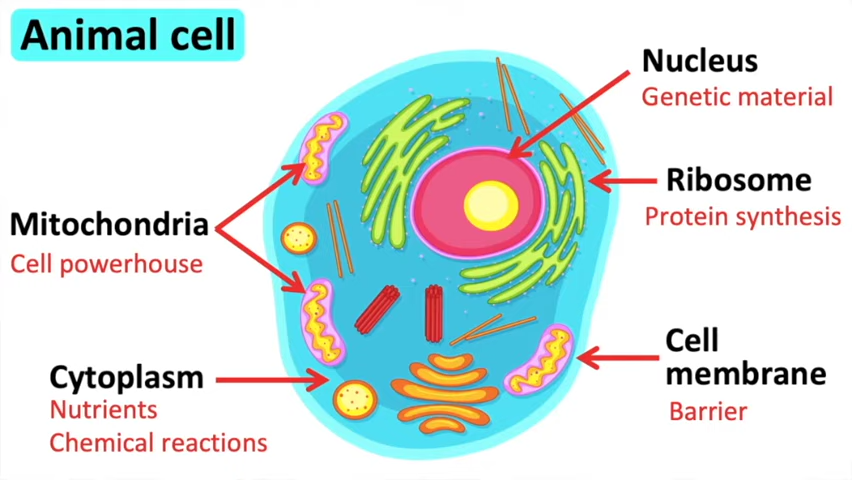 Animal cell
Nucleus
Genetic material
Ribosome
Protein synthesis
Mitochondria
Cell powerhouse
Cell
membrane
Barrier
Cytoplasm
Nutrients
Chemical reactions